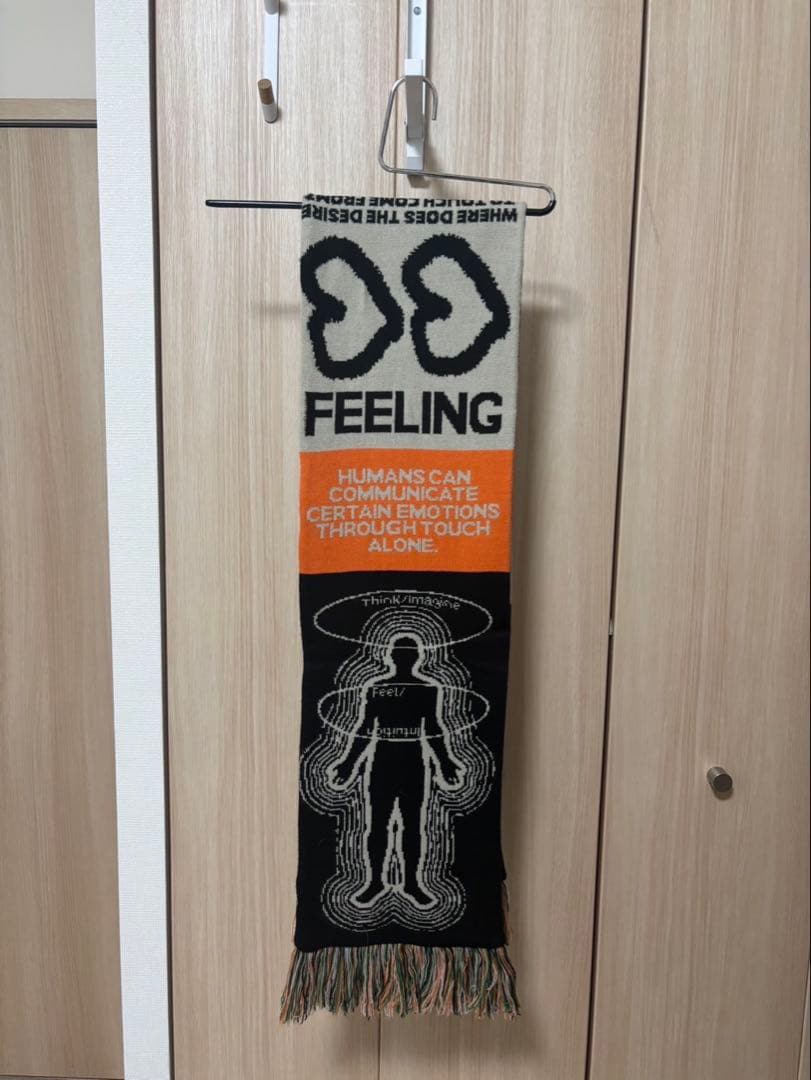 WHERE DOES THE DESIRE
TO TOUCH COME FROM?
FEELING
HUMANS CAN
COMMUNICATE
CERTAIN EMOTIONS
THROUGH TOUCH
ALONE.
Think/Imagine
Feel/
Intuition